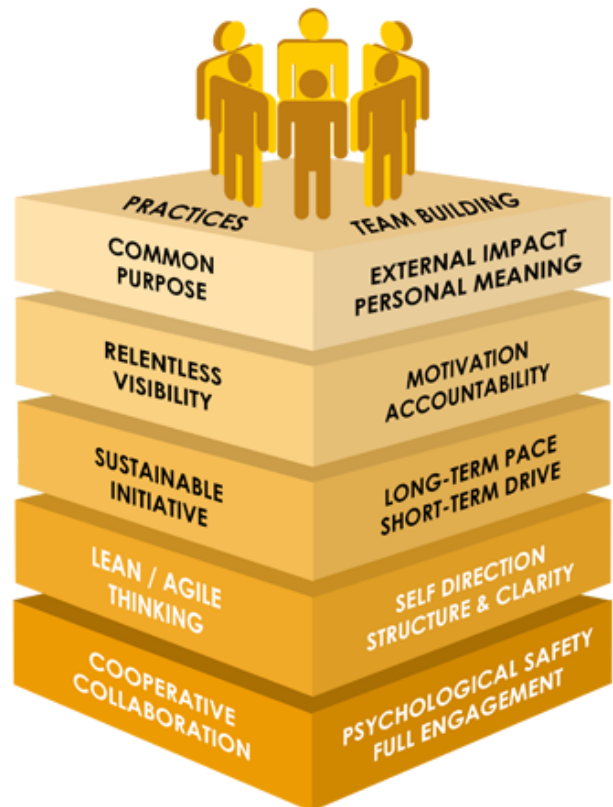 PRACTICES
TEAM BUILDING
COMMON
PURPOSE
EXTERNAL IMPACT
PERSONAL MEANING
RELENTLESS
VISIBILITY
MOTIVATION
ACCOUNTABILITY
SUSTAINABLE
INITIATIVE
LONG-TERM PACE
SHORT-TERM DRIVE
LEAN / AGILE
THINKING
SELF DIRECTION
STRUCTURE & CLARITY
COOPERATIVE
COLLABORATION
PSYCHOLOGICAL SAFETY
FULL ENGAGEMENT